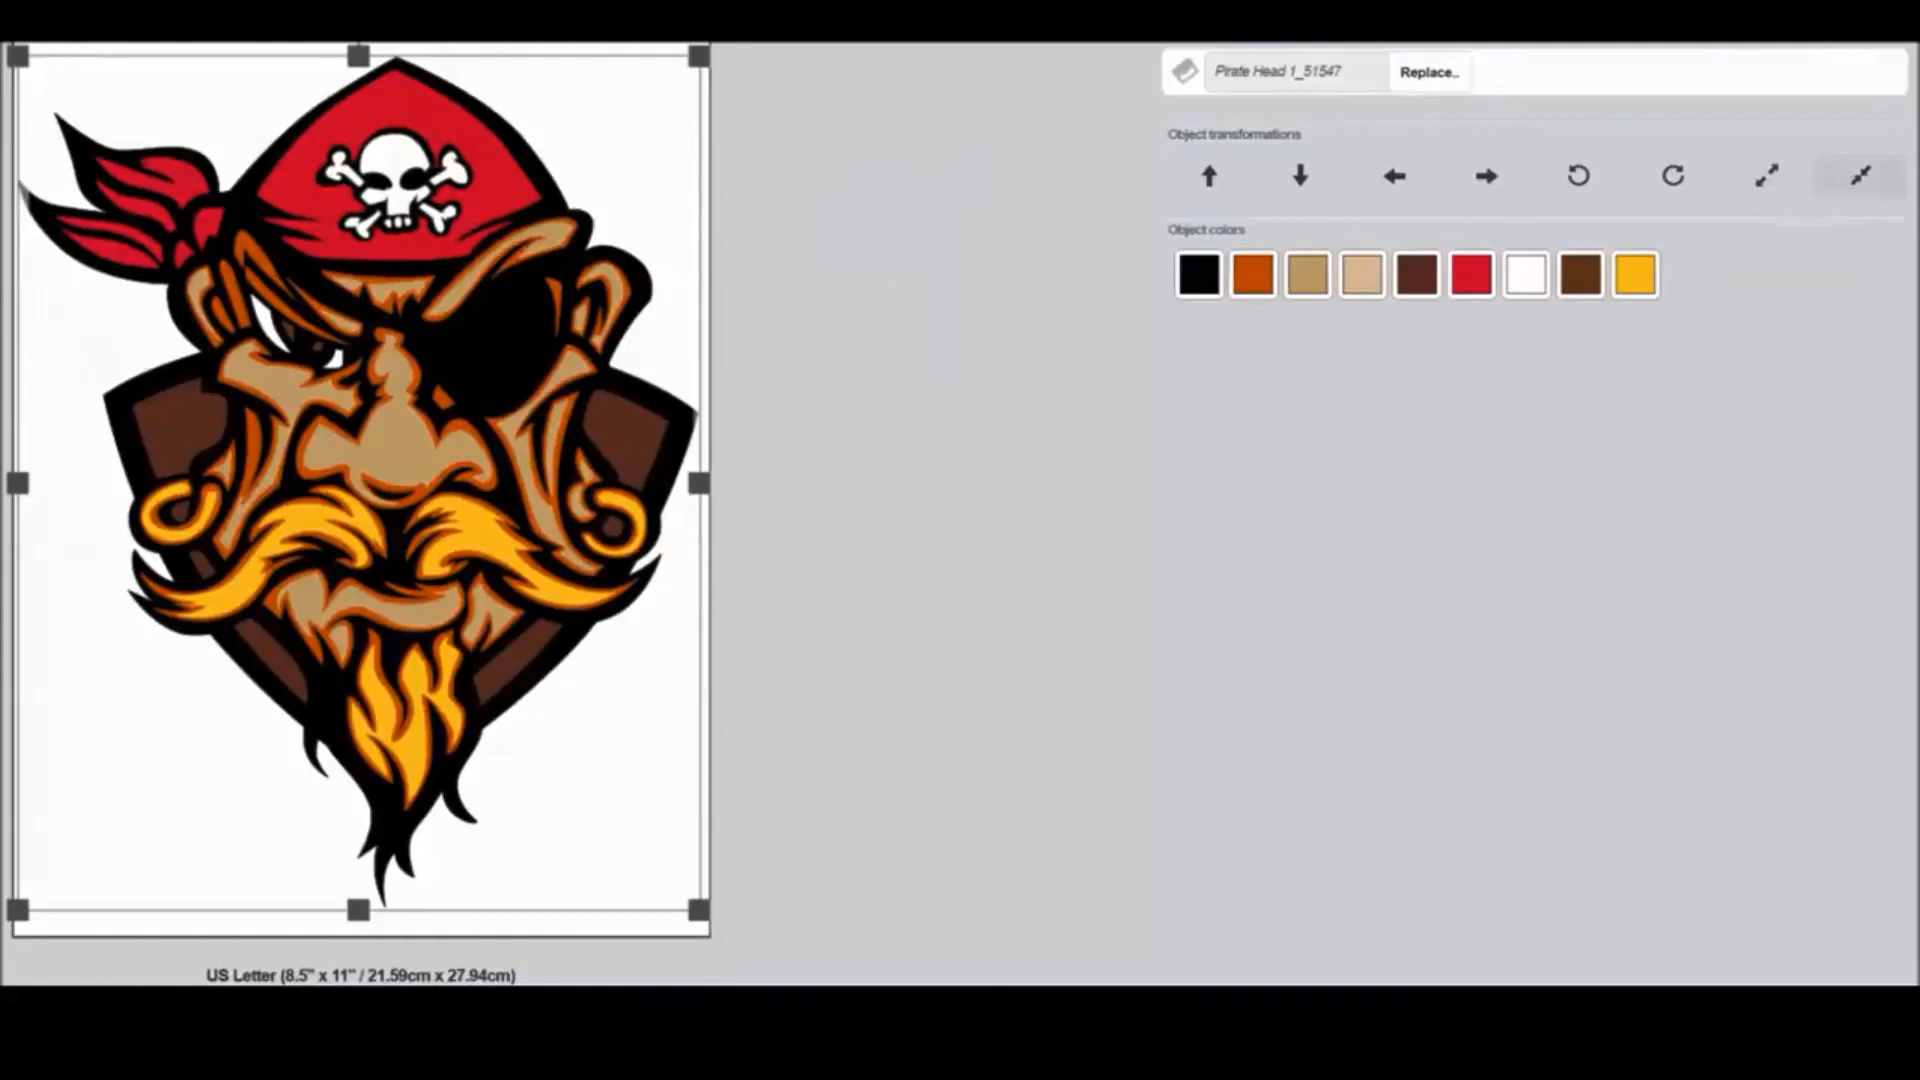 Pirate Head 1_51547
Replace..
Object transformations
Object colors
US Letter (8.5" x 11" / 21.59cm x 27.94cm)